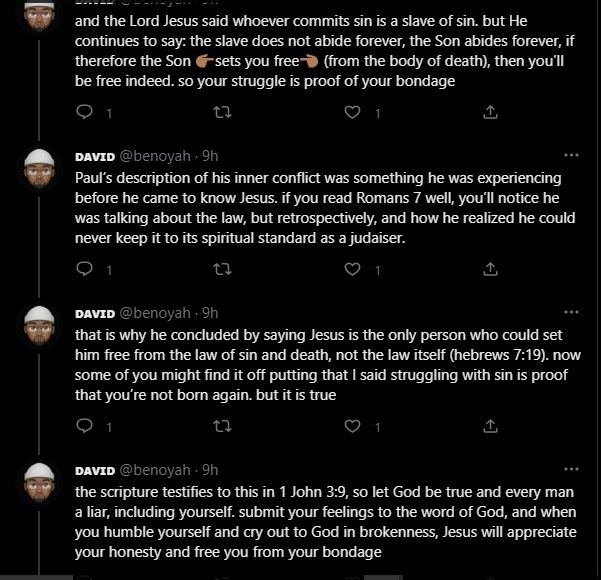 and the Lord Jesus said whoever commits sin is a slave of sin. but He
continues to say: the slave does not abide forever, the Son abides forever, if
therefore the Son 👉🏾sets you free👈🏾 (from the body of death), then you’ll
be free indeed. so your struggle is proof of your bondage
1 1
DAVID @benoyah · 9h
Paul’s description of his inner conflict was something he was experiencing
before he came to know Jesus. if you read Romans 7 well, you’ll notice he
was talking about the law, but retrospectively, and how he realized he could
never keep it to its spiritual standard as a judaiser.
1 1
DAVID @benoyah · 9h
that is why he concluded by saying Jesus is the only person who could set
him free from the law of sin and death, not the law itself (hebrews 7:19). now
some of you might find it off putting that I said struggling with sin is proof
that you’re not born again. but it is true
1 1
DAVID @benoyah · 9h
the scripture testifies to this in 1 John 3:9, so let God be true and every man
a liar, including yourself. submit your feelings to the word of God, and when
you humble yourself and cry out to God in brokenness, Jesus will appreciate
your honesty and free you from your bondage